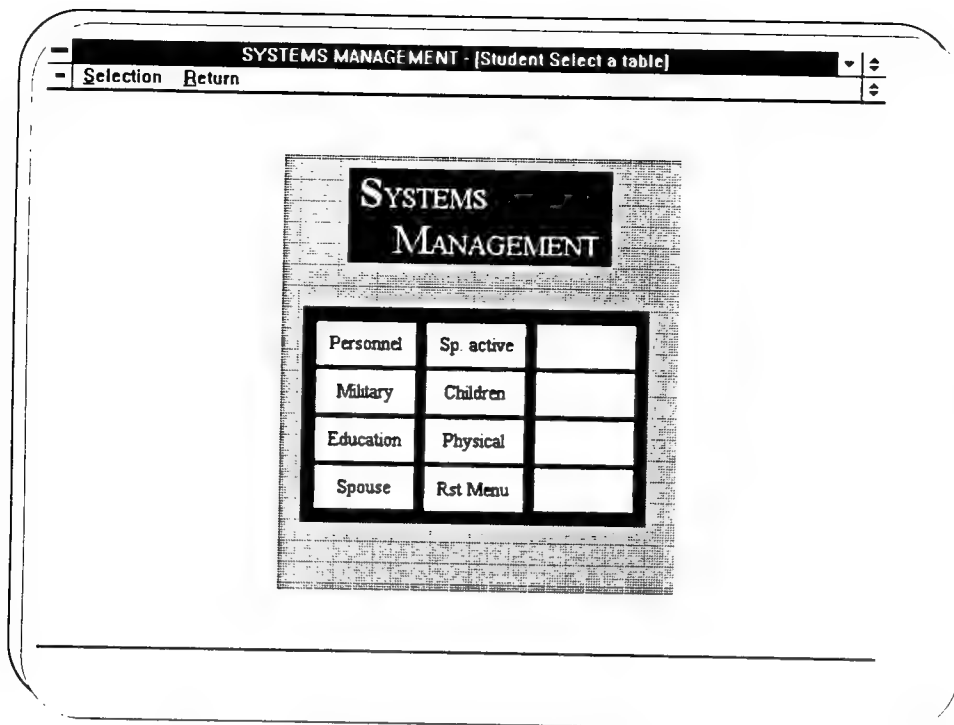 SYSTEMS MANAGEMENT - [Student Select a table]
Selection Return
SYSTEMS
MANAGEMENT
Personnel Sp. active
Military Children
Education Physical
Spouse Rst Menu